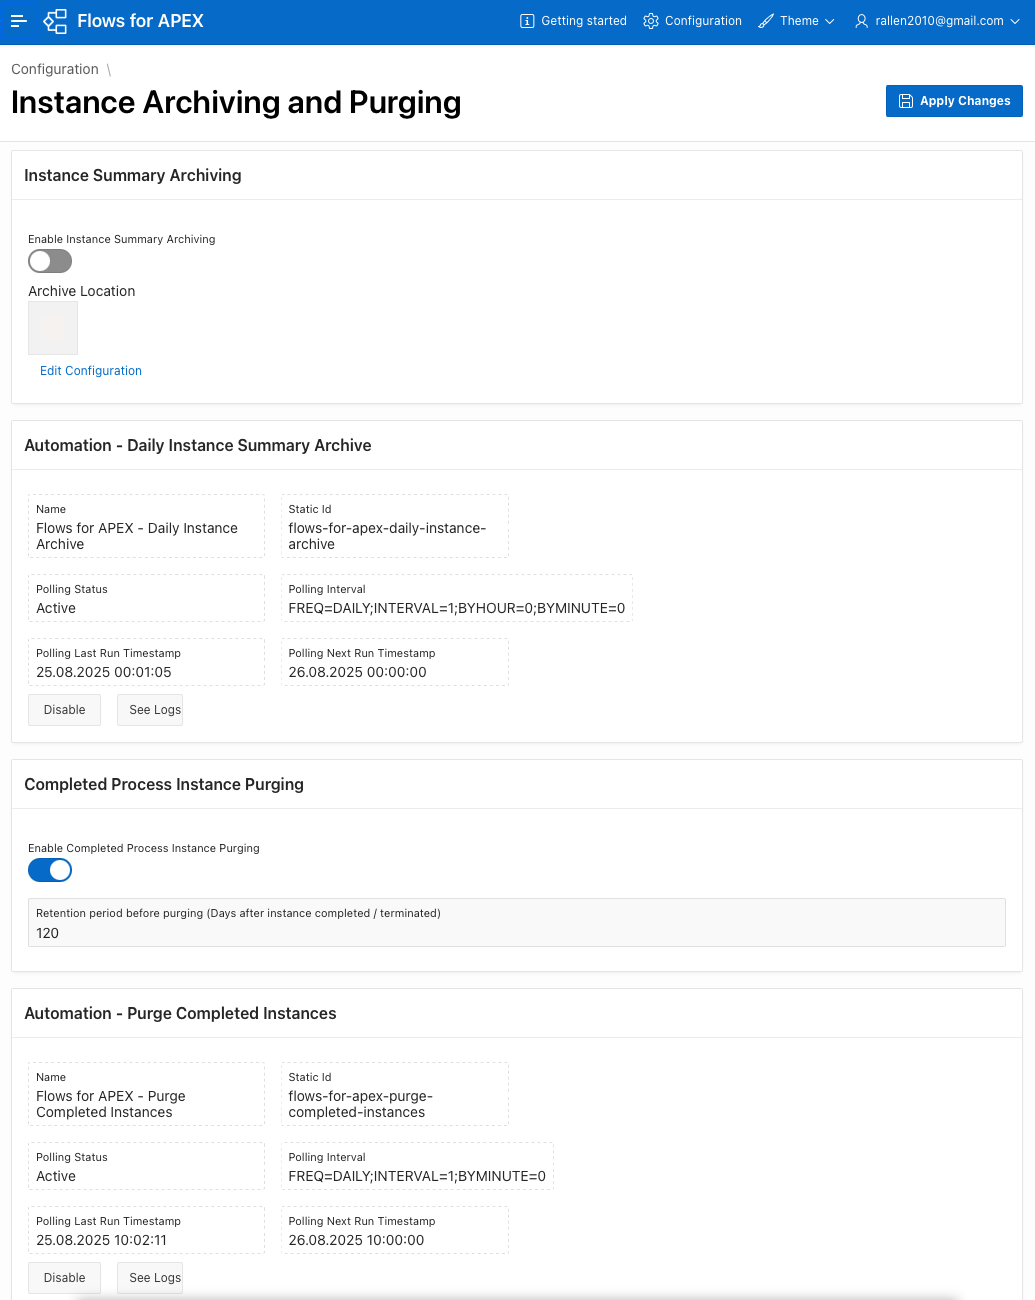 Flows for APEX
Getting started
Configuration
Theme
rallen2010@gmail.com
Configuration \
Instance Archiving and Purging
Apply Changes
Instance Summary Archiving
Enable Instance Summary Archiving
Archive Location
Edit Configuration
Automation - Daily Instance Summary Archive
Name
Flows for APEX - Daily Instance
Archive
Static Id
flows-for-apex-daily-instance-
archive
Polling Status
Active
Polling Interval
FREQ=DAILY;INTERVAL=1;BYHOUR=0;BYMINUTE=0
Polling Last Run Timestamp
25.08.2025 00:01:05
Polling Next Run Timestamp
26.08.2025 00:00:00
Disable
See Logs
Completed Process Instance Purging
Enable Completed Process Instance Purging
Retention period before purging (Days after instance completed / terminated)
120
Automation - Purge Completed Instances
Name
Flows for APEX - Purge
Completed Instances
Static Id
flows-for-apex-purge-
completed-instances
Polling Status
Active
Polling Interval
FREQ=DAILY;INTERVAL=1;BYMINUTE=0
Polling Last Run Timestamp
25.08.2025 10:02:11
Polling Next Run Timestamp
26.08.2025 10:00:00
Disable
See Logs